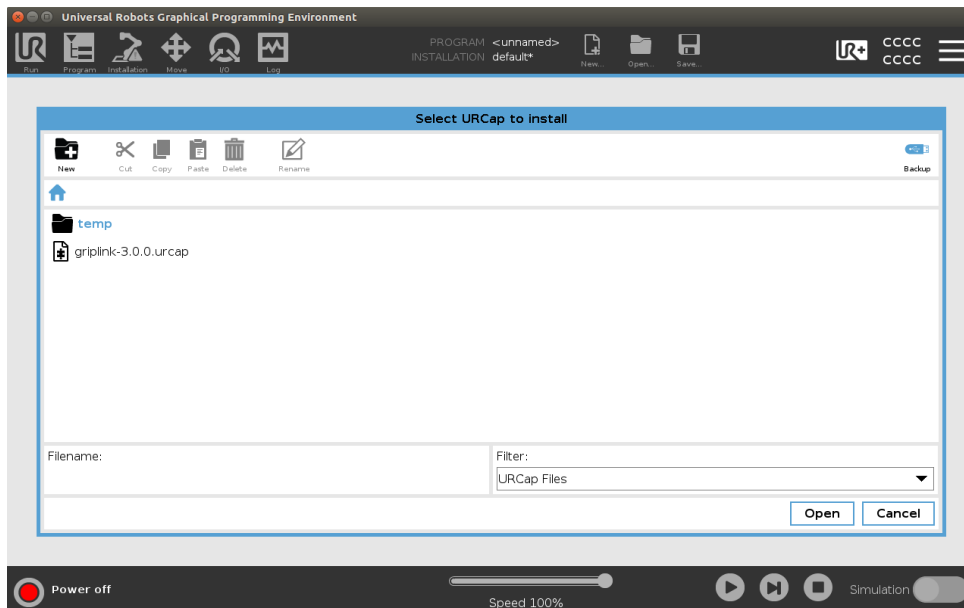 Universal Robots Graphical Programming Environment
UR
Run
Program
Installation
Move
I/O
Log
PROGRAM <unnamed>
INSTALLATION default*
New...
Open...
Save...
UR+
CCCC
CCCC
Select URCap to install
New
Cut
Copy
Paste
Delete
Rename
Backup
temp
griplink-3.0.0.urcap
Filename:
Filter:
URCap Files
Open
Cancel
Power off
Speed 100%
Simulation